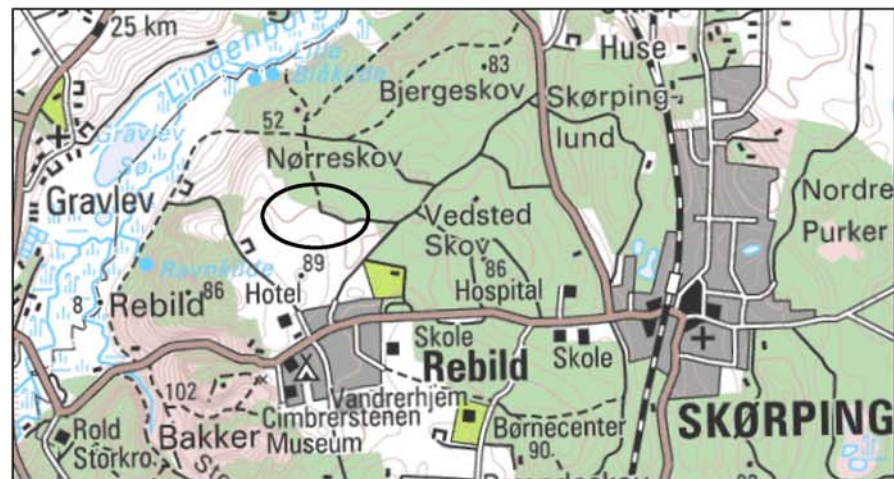 25 km
Lindenborg
Lille
Blåkilde
83
Bjergeskov
Huse
Skørping-
lund
52
Nørreskov
Gravlev
Sø
Gravlev
Nordre
Purker
Vedsted
Skov
Ravnkilde
89
86
Hospital
Rebild
86
Hotel
8
Skole
Rebild
Skole
102
Vandrerhjem
Cimbrerstenen
Museum
Bakker
SKØRPING
Rold
Storkro
Børnecenter
90